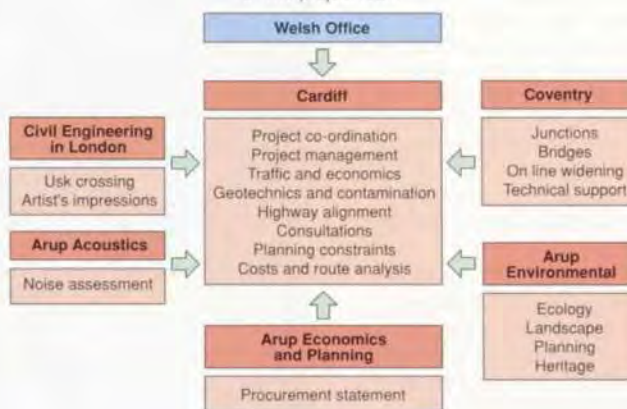 Welsh Office
Cardiff
Project co-ordination
Project management
Traffic and economics
Geotechnics and contamination
Highway alignment
Consultations
Planning constraints
Costs and route analysis
Civil Engineering
in London
Usk crossing
Artist's impressions
Arup Acoustics
Noise assessment
Coventry
Junctions
Bridges
On line widening
Technical support
Arup
Environmental
Ecology
Landscape
Planning
Heritage
Arup Economics
and Planning
Procurement statement